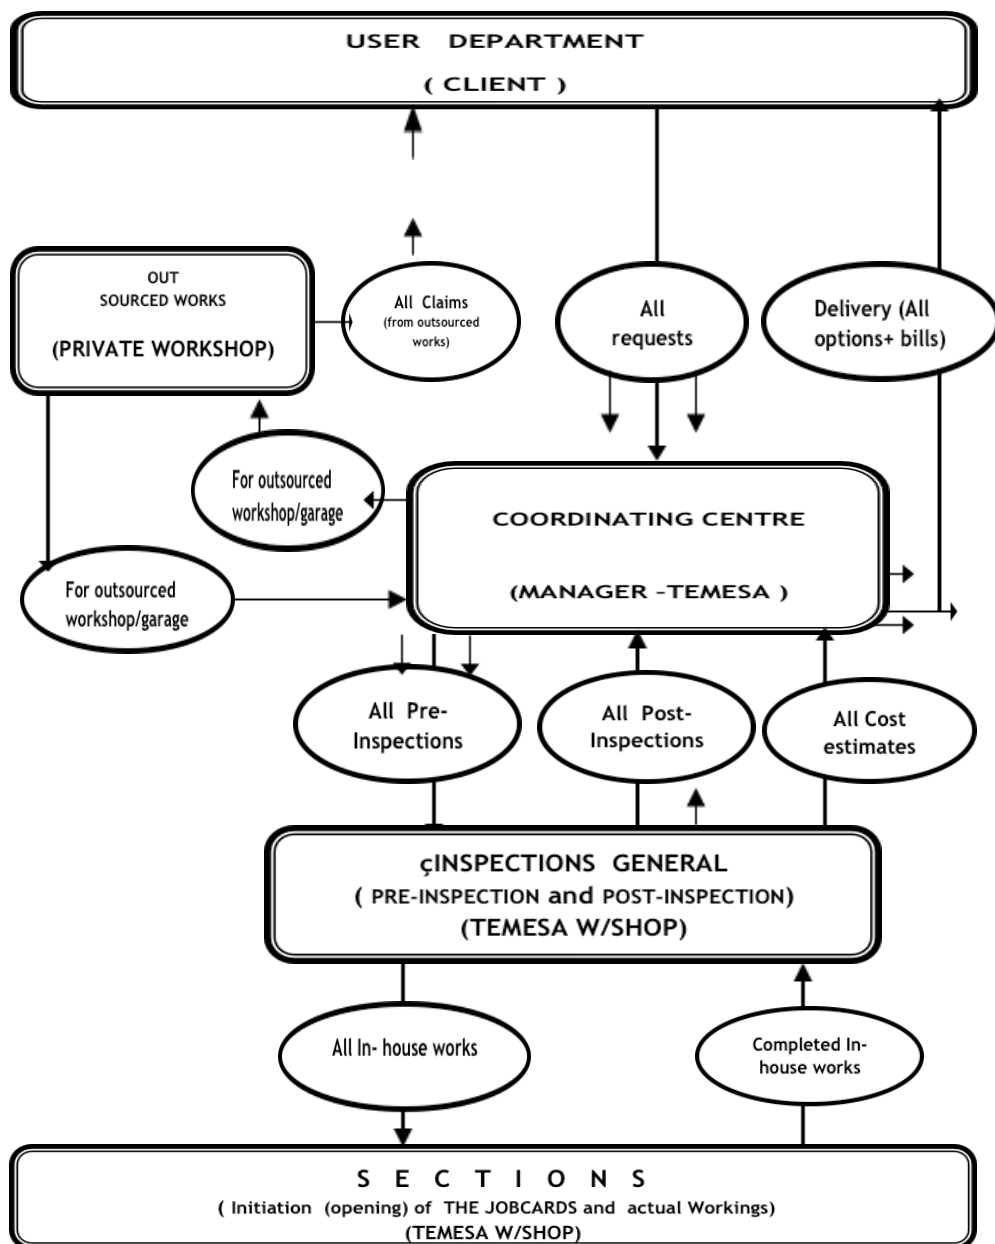 USER DEPARTMENT
( CLIENT )
OUT
SOURCED WORKS
(PRIVATE WORKSHOP)
All Claims
(from outsourced
works)
All
requests
Delivery (All
options+ bills)
For outsourced
workshop/garage
COORDINATING CENTRE
(MANAGER -TEMESA )
For outsourced
workshop/garage
All Pre-
Inspections
All Post-
Inspections
All Cost
estimates
çINSPECTIONS GENERAL
( PRE-INSPECTION and POST-INSPECTION)
(TEMESA W/SHOP)
All In- house works
Completed In-
house works
S E C T I O N S
( Initiation (opening) of THE JOBCARDS and actual Workings)
(TEMESA W/SHOP)